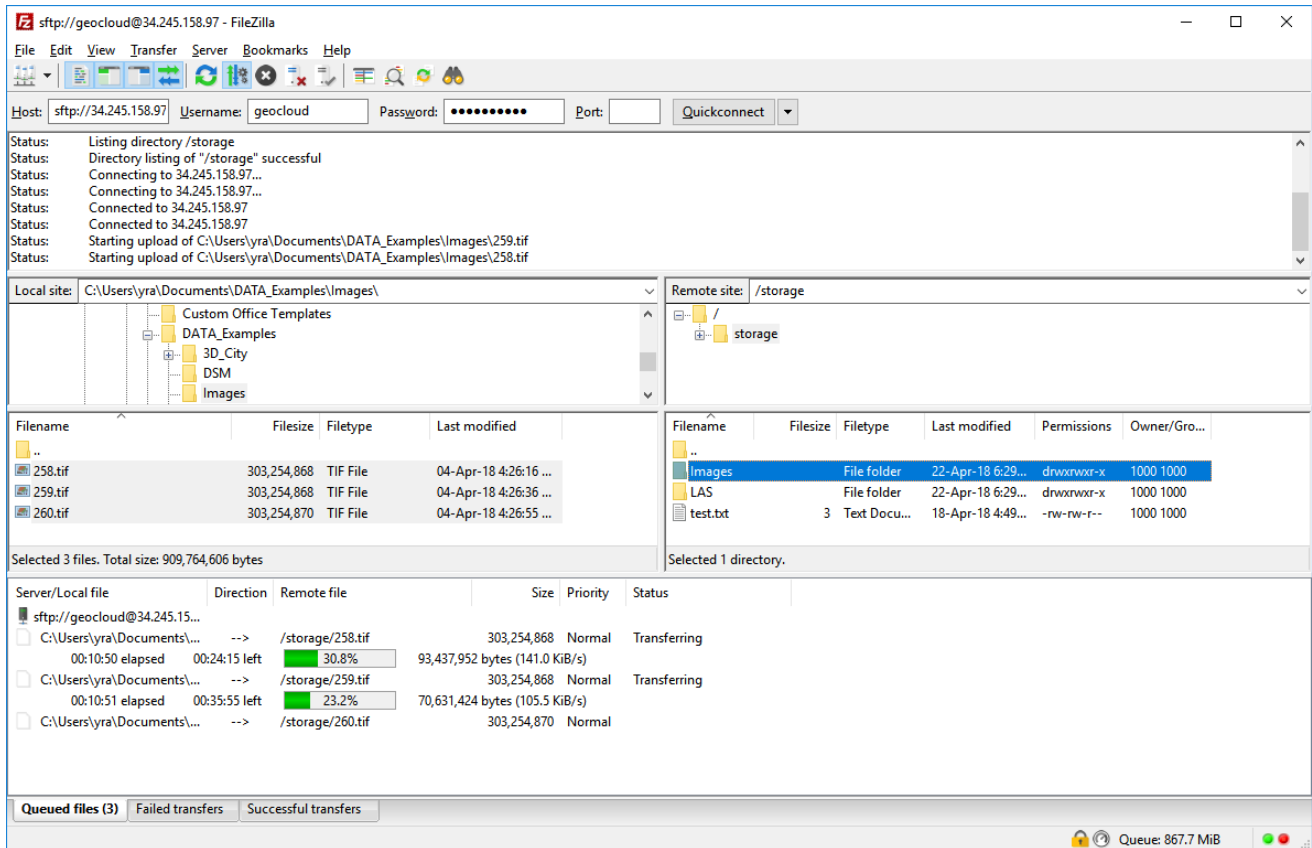 sftp://geocloud@34.245.158.97 - FileZilla
File Edit View Transfer Server Bookmarks Help
Host: sftp://34.245.158.97 Username: geocloud Password: ●●●●●●●●●● Port: Quickconnect
Status: Listing directory /storage
Status: Directory listing of "/storage" successful
Status: Connecting to 34.245.158.97...
Status: Connecting to 34.245.158.97...
Status: Connected to 34.245.158.97
Status: Connected to 34.245.158.97
Status: Starting upload of C:\Users\yra\Documents\DATA_Examples\Images\259.tif
Status: Starting upload of C:\Users\yra\Documents\DATA_Examples\Images\258.tif
Local site: C:\Users\yra\Documents\DATA_Examples\Images\
Custom Office Templates
DATA_Examples
3D_City
DSM
Images
Remote site: /storage
/
storage
Filename Filesize Filetype Last modified
..
258.tif 303,254,868 TIF File 04-Apr-18 4:26:16 ...
259.tif 303,254,868 TIF File 04-Apr-18 4:26:36 ...
260.tif 303,254,870 TIF File 04-Apr-18 4:26:55 ...
Selected 3 files. Total size: 909,764,606 bytes
Filename Filesize Filetype Last modified Permissions Owner/Gro...
..
Images File folder 22-Apr-18 6:29... drwxrwxr-x 1000 1000
LAS File folder 22-Apr-18 6:29... drwxrwxr-x 1000 1000
test.txt 3 Text Docu... 18-Apr-18 4:49... -rw-rw-r-- 1000 1000
Selected 1 directory.
Server/Local file Direction Remote file Size Priority Status
sftp://geocloud@34.245.15...
C:\Users\yra\Documents\... --> /storage/258.tif 303,254,868 Normal Transferring
00:10:50 elapsed 00:24:15 left 30.8% 93,437,952 bytes (141.0 KiB/s)
C:\Users\yra\Documents\... --> /storage/259.tif 303,254,868 Normal Transferring
00:10:51 elapsed 00:35:55 left 23.2% 70,631,424 bytes (105.5 KiB/s)
C:\Users\yra\Documents\... --> /storage/260.tif 303,254,870 Normal
Queued files (3) Failed transfers Successful transfers
Queue: 867.7 MiB